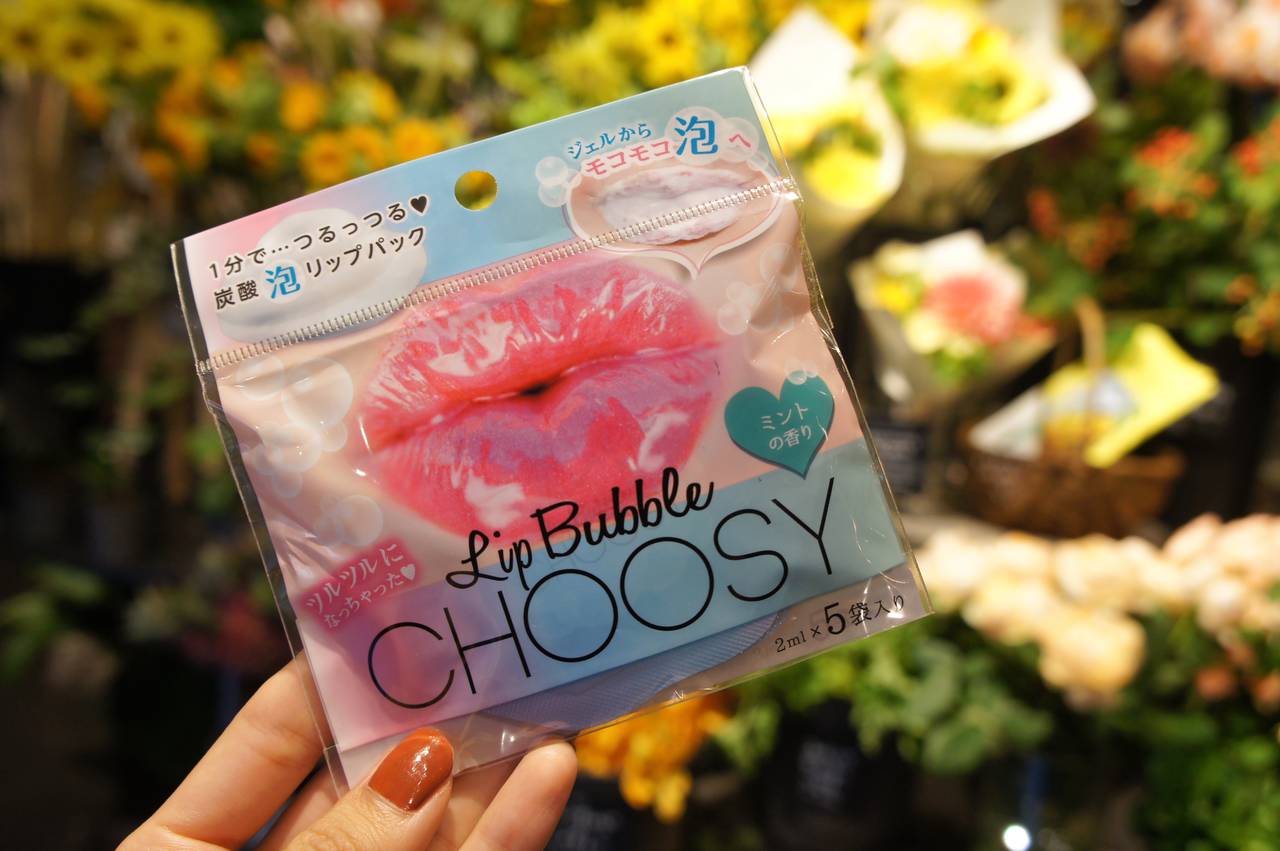 ジェルから
モコモコ泡へ
1分で…つるっつる♥
炭酸泡リップパック
ミント
の香り
Lip Bubble
CHOOSY
ツルツルに
なっちゃった♡
2ml×5袋入り